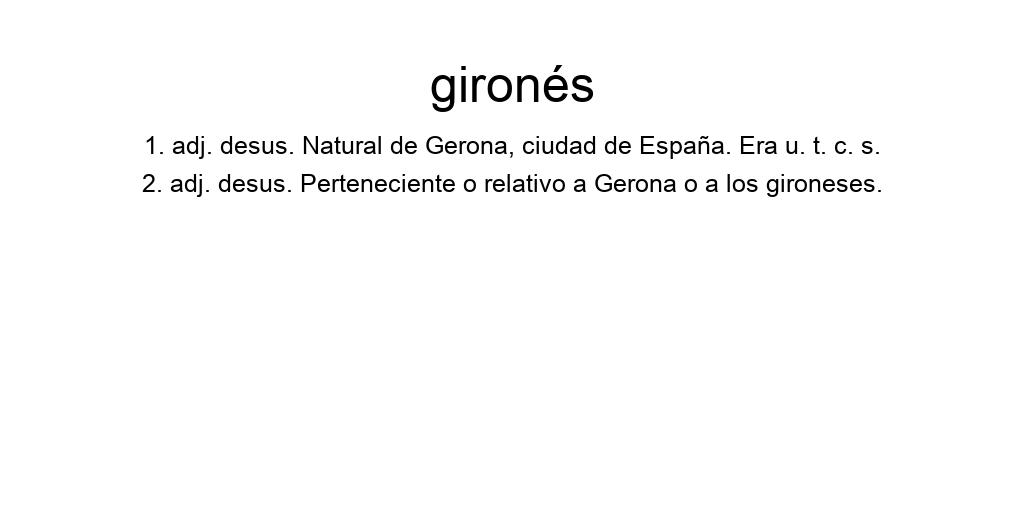 gironés
1. adj. desus. Natural de Gerona, ciudad de España. Era u. t. c. s.
2. adj. desus. Perteneciente o relativo a Gerona o a los gironeses.